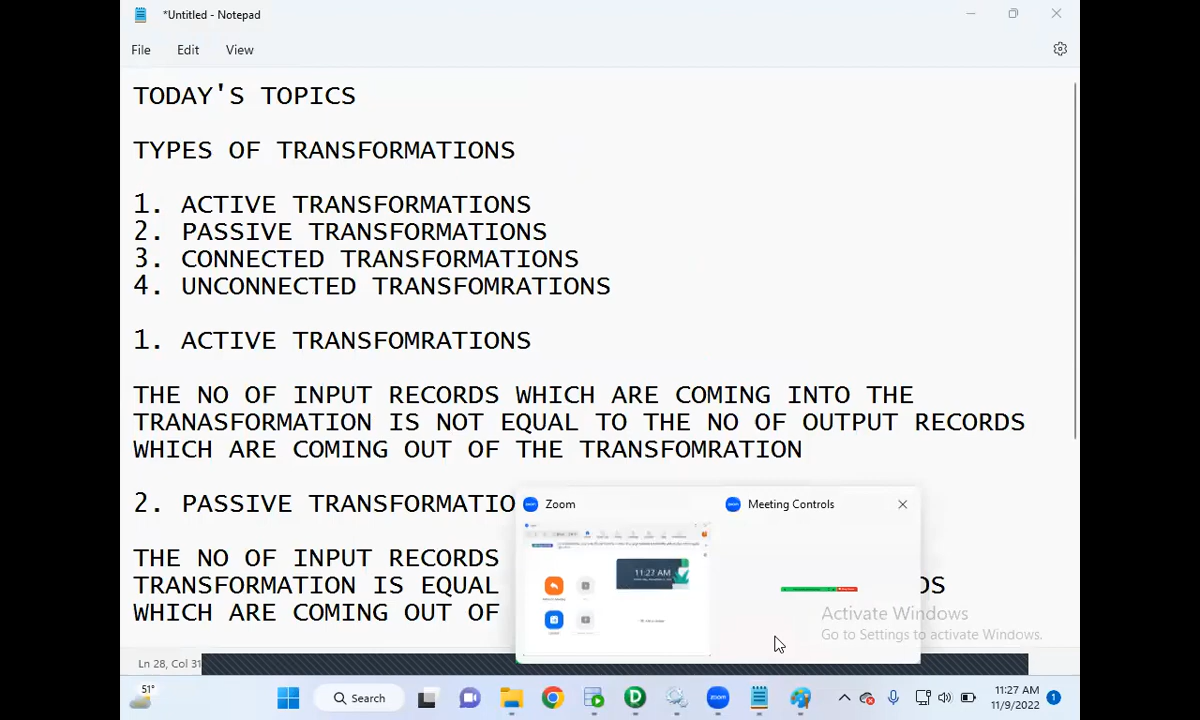 *Untitled - Notepad
File Edit View
TODAY'S TOPICS
TYPES OF TRANSFORMATIONS
1. ACTIVE TRANSFORMATIONS
2. PASSIVE TRANSFORMATIONS
3. CONNECTED TRANSFORMATIONS
4. UNCONNECTED TRANSFOMRATIONS
1. ACTIVE TRANSFOMRATIONS
THE NO OF INPUT RECORDS WHICH ARE COMING INTO THE
TRANASFORMATION IS NOT EQUAL TO THE NO OF OUTPUT RECORDS
WHICH ARE COMING OUT OF THE TRANSFOMRATION
2. PASSIVE TRANSFORMATIO
Zoom Meeting Controls
THE NO OF INPUT RECORDS
11:27 AM
TRANSFORMATION IS EQUAL DS
WHICH ARE COMING OUT OF
Activate Windows
Go to Settings to activate Windows.
Ln 28, Col 31
51°
Search
zoom
11:27 AM
11/9/2022
1